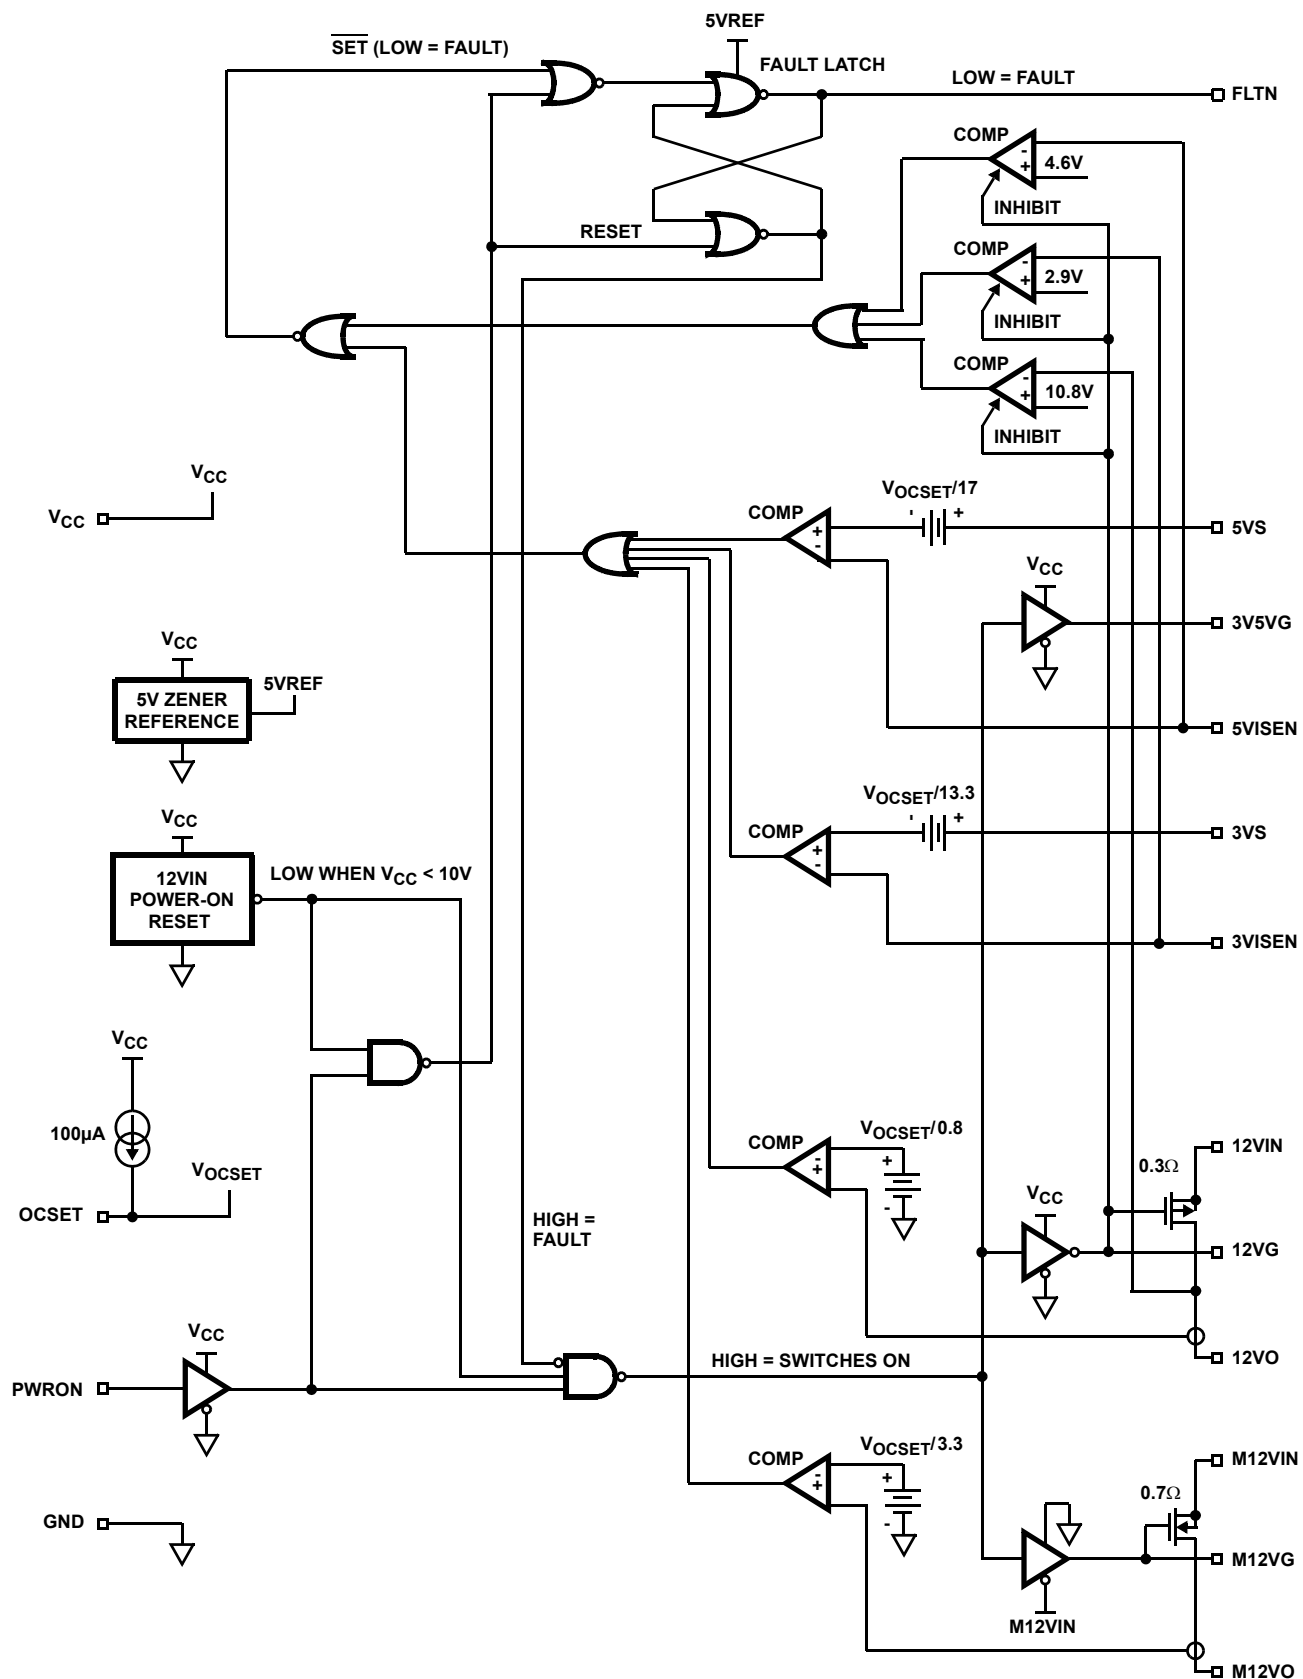 5VREF
SET (LOW = FAULT)
FAULT LATCH
LOW = FAULT
FLTN
COMP
-
+
4.6V
INHIBIT
RESET
COMP
-
+
2.9V
INHIBIT
COMP
-
+
10.8V
INHIBIT
VCC
VCC
VOCSET/17
- +
COMP
+
-
5VS
VCC
3V5VG
VCC
5VREF
5V ZENER
REFERENCE
5VISEN
VOCSET/13.3
- +
COMP
+
-
3VS
VCC
12VIN
POWER-ON
RESET
LOW WHEN VCC < 10V
3VISEN
VCC
100µA
VOCSET
OCSET
VOCSET/0.8
COMP
-
+
+
-
12VIN
0.3Ω
VCC
12VG
HIGH =
FAULT
12VO
VCC
PWRON
HIGH = SWITCHES ON
VOCSET/3.3
COMP
-
+
+
-
M12VIN
0.7Ω
GND
M12VG
M12VIN
M12VO